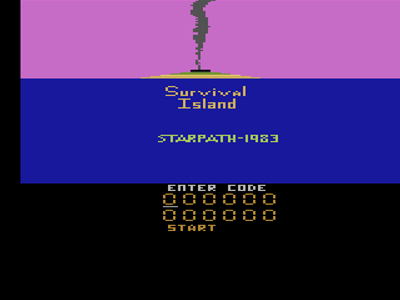 Survival
Island
STARPATH-1983
ENTER CODE
000000
000000
START